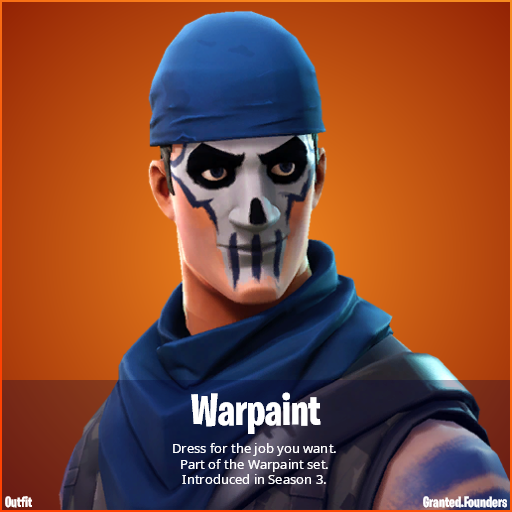 Warpaint
Dress for the job you want.
Part of the Warpaint set.
Introduced in Season 3.
Outfit
Granted.Founders